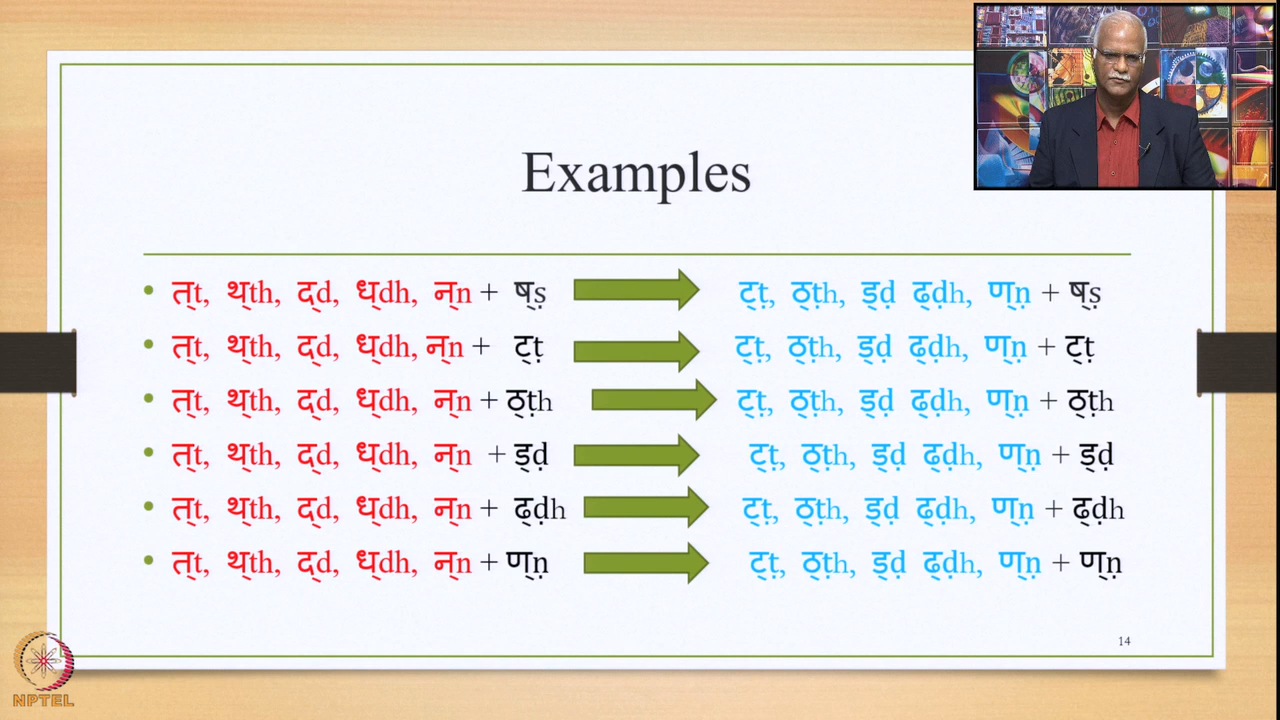 Examples
• त्t, थ्th, द्d, ध्dh, न्n + ष्ṣ ट्ṭ, ठ्ṭh, ड्ḍ ढ्ḍh, ण्ṇ + ष्ṣ
• त्t, थ्th, द्d, ध्dh, न्n + ट्ṭ ट्ṭ, ठ्ṭh, ड्ḍ ढ्ḍh, ण्ṇ + ट्ṭ
• त्t, थ्th, द्d, ध्dh, न्n + ठ्ṭh ट्ṭ, ठ्ṭh, ड्ḍ ढ्ḍh, ण्ṇ + ठ्ṭh
• त्t, थ्th, द्d, ध्dh, न्n + ड्ḍ ट्ṭ, ठ्ṭh, ड्ḍ ढ्ḍh, ण्ṇ + ड्ḍ
• त्t, थ्th, द्d, ध्dh, न्n + ढ्ḍh ट्ṭ, ठ्ṭh, ड्ḍ ढ्ḍh, ण्ṇ + ढ्ḍh
• त्t, थ्th, द्d, ध्dh, न्n + ण्ṇ ट्ṭ, ठ्ṭh, ड्ḍ ढ्ḍh, ण्ṇ + ण्ṇ
14
NPTEL